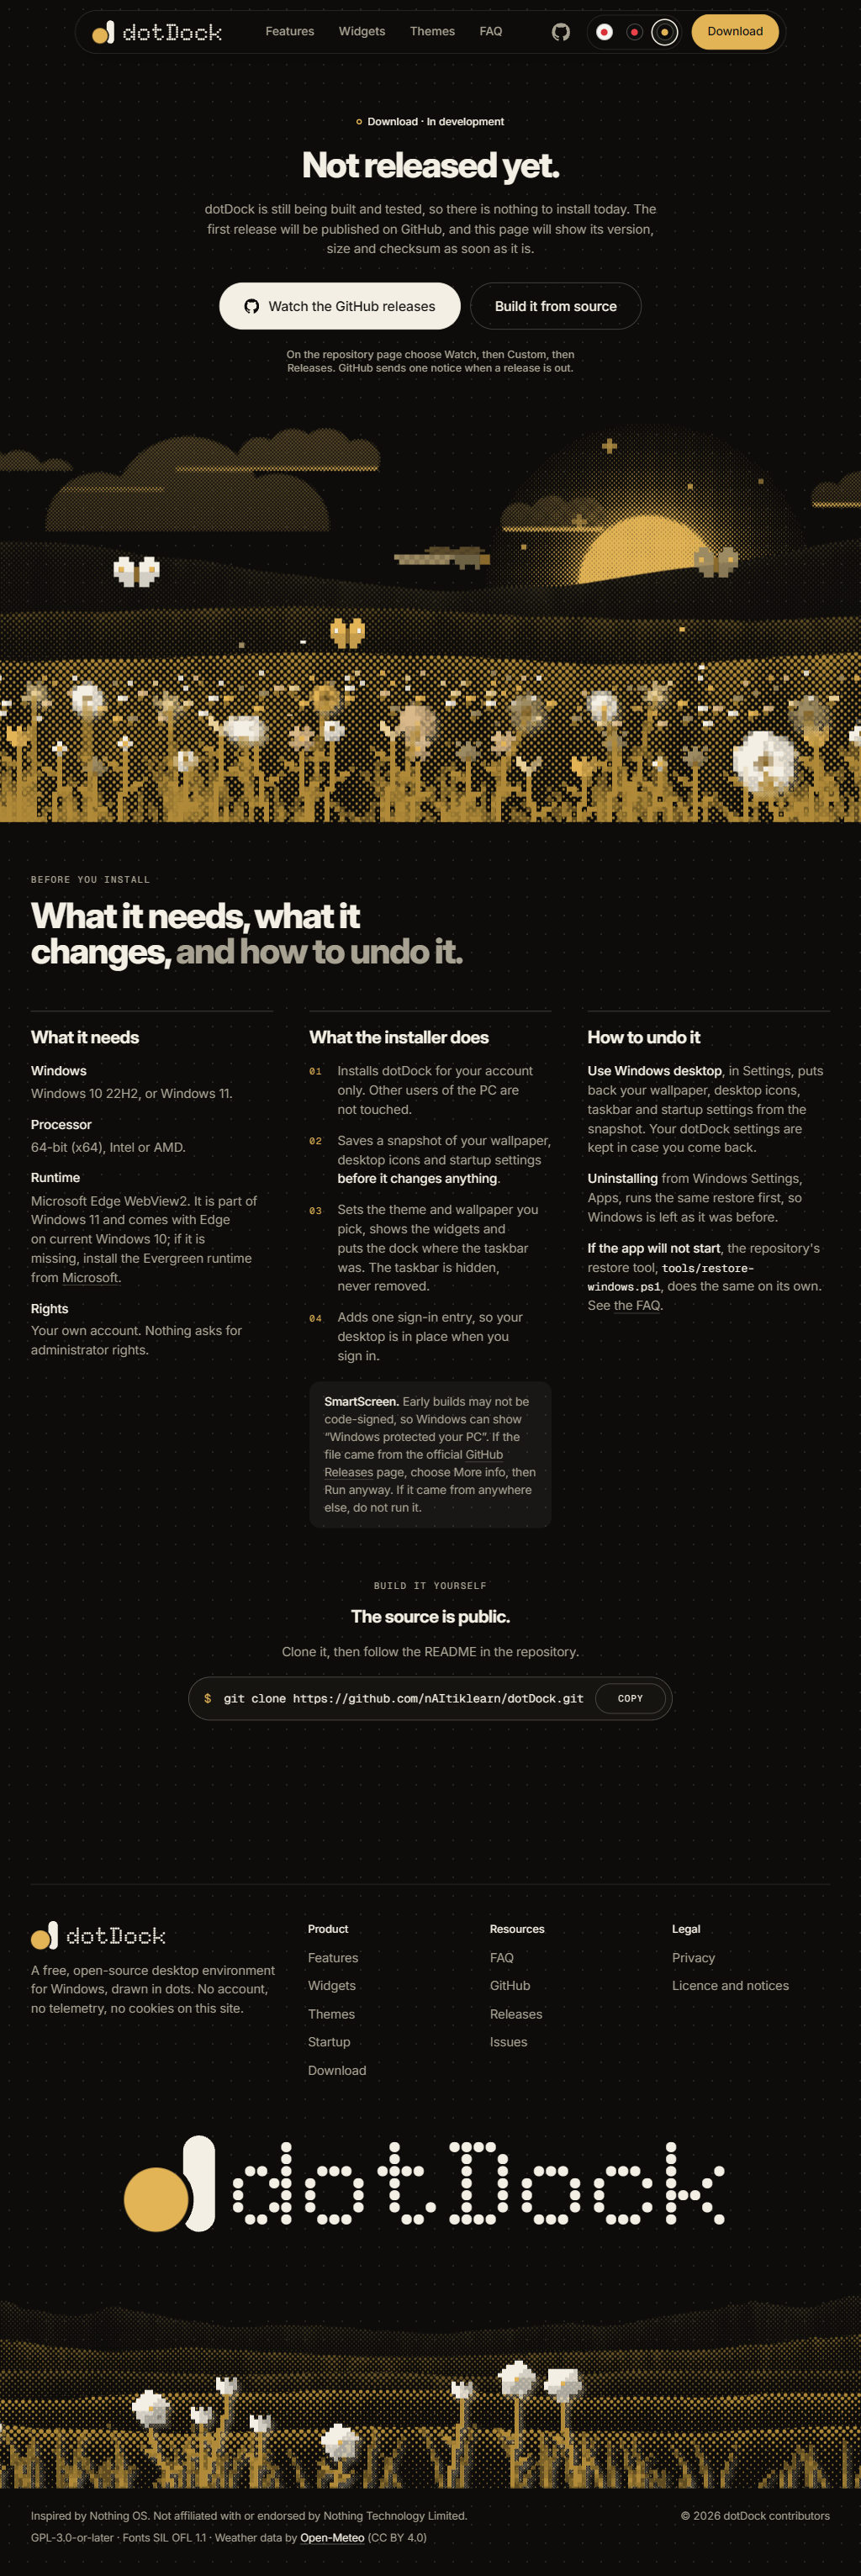 dotDock
Features
Widgets
Themes
FAQ
Download
Download · In development
Not released yet.
dotDock is still being built and tested, so there is nothing to install today. The
first release will be published on GitHub, and this page will show its version,
size and checksum as soon as it is.
Watch the GitHub releases
Build it from source
On the repository page choose Watch, then Custom, then
Releases. GitHub sends one notice when a release is out.
BEFORE YOU INSTALL
What it needs, what it
changes, and how to undo it.
What it needs
Windows
Windows 10 22H2, or Windows 11.
Processor
64-bit (x64), Intel or AMD.
Runtime
Microsoft Edge WebView2. It is part of
Windows 11 and comes with Edge
on current Windows 10; if it is
missing, install the Evergreen runtime
from Microsoft.
Rights
Your own account. Nothing asks for
administrator rights.
What the installer does
01 Installs dotDock for your account
only. Other users of the PC are
not touched.
02 Saves a snapshot of your wallpaper,
desktop icons and startup settings
before it changes anything.
03 Sets the theme and wallpaper you
pick, shows the widgets and
puts the dock where the taskbar
was. The taskbar is hidden,
never removed.
04 Adds one sign-in entry, so your
desktop is in place when you
sign in.
SmartScreen. Early builds may not be
code-signed, so Windows can show
“Windows protected your PC”. If the
file came from the official GitHub
Releases page, choose More info, then
Run anyway. If it came from anywhere
else, do not run it.
How to undo it
Use Windows desktop, in Settings, puts
back your wallpaper, desktop icons,
taskbar and startup settings from the
snapshot. Your dotDock settings are
kept in case you come back.
Uninstalling from Windows Settings,
Apps, runs the same restore first, so
Windows is left as it was before.
If the app will not start, the repository's
restore tool, tools/restore-
windows.ps1, does the same on its own.
See the FAQ.
BUILD IT YOURSELF
The source is public.
Clone it, then follow the README in the repository.
$ git clone https://github.com/nAItiklearn/dotDock.git
COPY
dotDock
A free, open-source desktop environment
for Windows, drawn in dots. No account,
no telemetry, no cookies on this site.
Product
Features
Widgets
Themes
Startup
Download
Resources
FAQ
GitHub
Releases
Issues
Legal
Privacy
Licence and notices
dotDock
Inspired by Nothing OS. Not affiliated with or endorsed by Nothing Technology Limited.
© 2026 dotDock contributors
GPL-3.0-or-later · Fonts SIL OFL 1.1 · Weather data by Open-Meteo (CC BY 4.0)